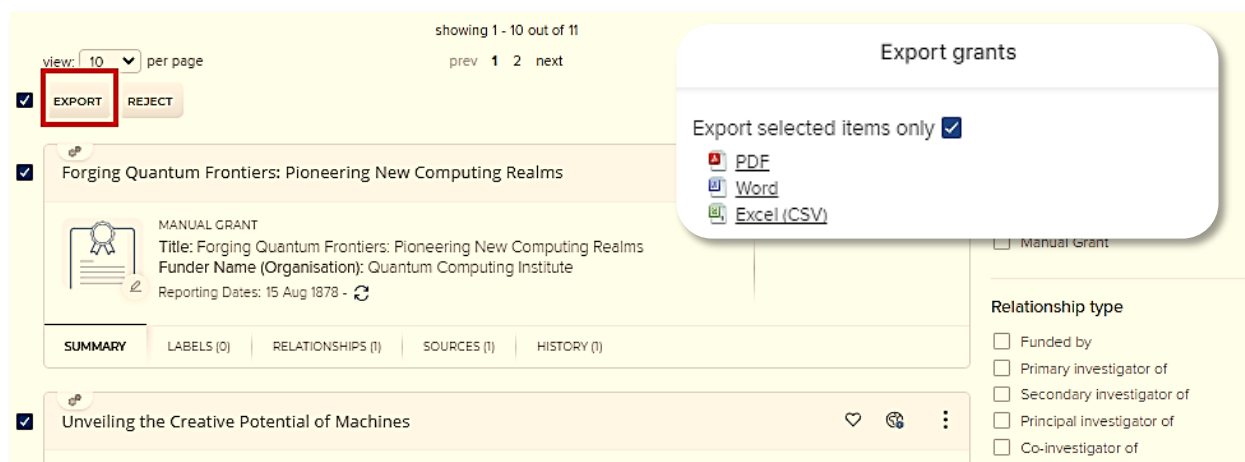 showing 1 - 10 out of 11
view: 10 per page
prev 1 2 next
EXPORT REJECT
Export grants
Export selected items only
PDF
Word
Excel (CSV)
Forging Quantum Frontiers: Pioneering New Computing Realms
MANUAL GRANT
Title: Forging Quantum Frontiers: Pioneering New Computing Realms
Funder Name (Organisation): Quantum Computing Institute
Reporting Dates: 15 Aug 1878 -
SUMMARY LABELS (0) RELATIONSHIPS (1) SOURCES (1) HISTORY (1)
Unveiling the Creative Potential of Machines
Manual Grant
Relationship type
Funded by
Primary investigator of
Secondary investigator of
Principal investigator of
Co-investigator of